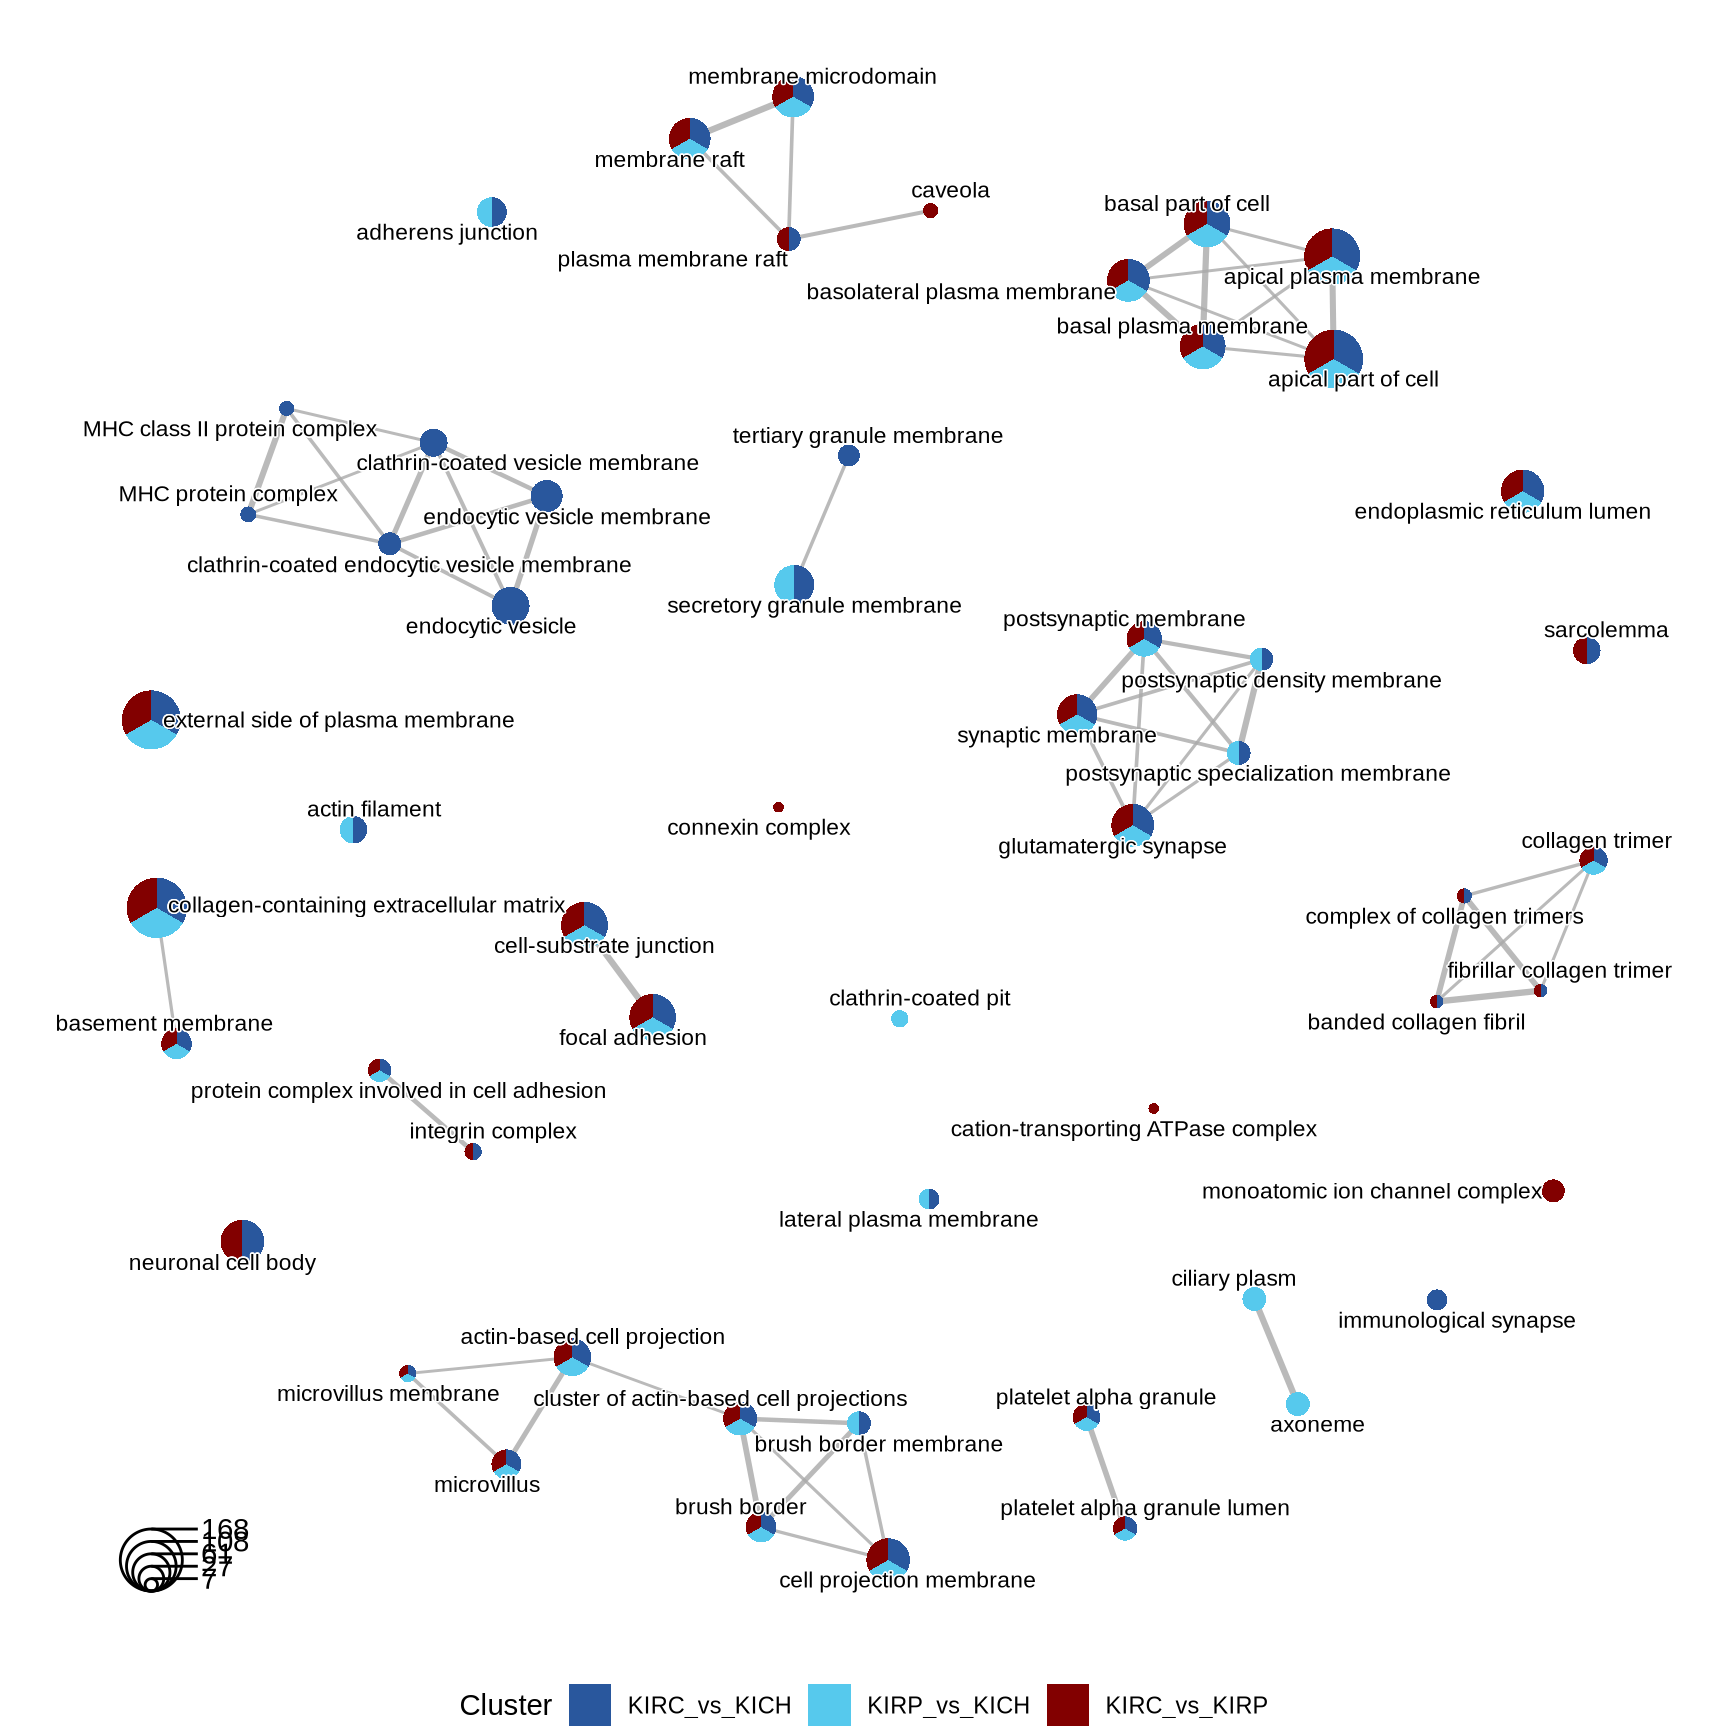 membrane microdomain
membrane raft
caveola
basal part of cell
adherens junction
plasma membrane raft
apical plasma membrane
basolateral plasma membrane
basal plasma membrane
apical part of cell
MHC class II protein complex
tertiary granule membrane
clathrin-coated vesicle membrane
MHC protein complex
endocytic vesicle membrane
endoplasmic reticulum lumen
clathrin-coated endocytic vesicle membrane
secretory granule membrane
endocytic vesicle
postsynaptic membrane
sarcolemma
postsynaptic density membrane
external side of plasma membrane
synaptic membrane
postsynaptic specialization membrane
actin filament
connexin complex
glutamatergic synapse
collagen trimer
collagen-containing extracellular matrix
complex of collagen trimers
cell-substrate junction
fibrillar collagen trimer
clathrin-coated pit
basement membrane
banded collagen fibril
focal adhesion
protein complex involved in cell adhesion
integrin complex
cation-transporting ATPase complex
monoatomic ion channel complex
lateral plasma membrane
neuronal cell body
ciliary plasm
immunological synapse
actin-based cell projection
microvillus membrane
cluster of actin-based cell projections
platelet alpha granule
axoneme
brush border membrane
microvillus
brush border
platelet alpha granule lumen
cell projection membrane
168
108
61
27
7
Cluster KIRC_vs_KICH KIRP_vs_KICH KIRC_vs_KIRP